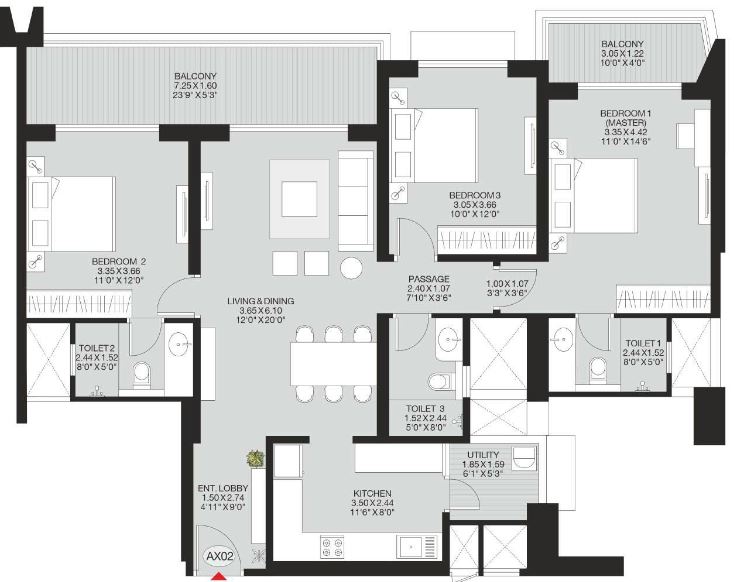 BALCONY
7.25 X 1.60
23'9" X 5'3"
BALCONY
3.05 X 1.22
10'0" X 4'0"
BEDROOM 1
(MASTER)
3.35 X 4.42
11'0" X 14'6"
BEDROOM 3
3.05 X 3.66
10'0" X 12'0"
BEDROOM 2
3.35 X 3.66
11'0" X 12'0"
PASSAGE
2.40 X 1.07
7'10" X 3'6"
1.00 X 1.07
3'3" X 3'6"
LIVING & DINING
3.65 X 6.10
12'0" X 20'0"
TOILET 2
2.44 X 1.52
8'0" X 5'0"
TOILET 1
2.44 X 1.52
8'0" X 5'0"
TOILET 3
1.52 X 2.44
5'0" X 8'0"
UTILITY
1.85 X 1.59
6'1" X 5'3"
ENT. LOBBY
1.50 X 2.74
4'11" X 9'0"
KITCHEN
3.50 X 2.44
11'6" X 8'0"
AX02